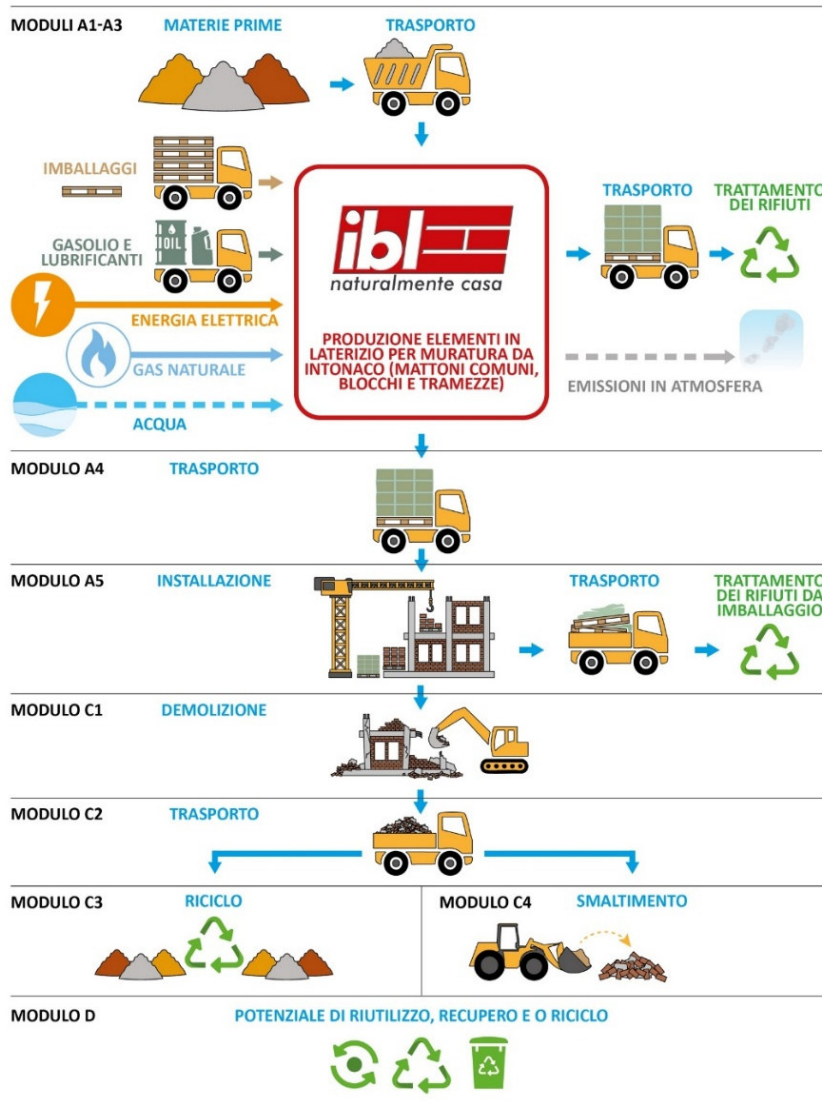 MODULI A1-A3
MATERIE PRIME
TRASPORTO
IMBALLAGGI
OIL
GASOLIO E
LUBRIFICANTI
ENERGIA ELETTRICA
GAS NATURALE
ACQUA
ibl
naturalmente casa
PRODUZIONE ELEMENTI IN
LATERIZIO PER MURATURA DA
INTONACO (MATTONI COMUNI,
BLOCCHI E TRAMEZZE)
TRASPORTO
TRATTAMENTO
DEI RIFIUTI
EMISSIONI IN ATMOSFERA
MODULO A4
TRASPORTO
MODULO A5
INSTALLAZIONE
TRASPORTO
TRATTAMENTO
DEI RIFIUTI DA
IMBALLAGGIO
MODULO C1
DEMOLIZIONE
MODULO C2
TRASPORTO
MODULO C3
RICICLO
MODULO C4
SMALTIMENTO
MODULO D
POTENZIALE DI RIUTILIZZO, RECUPERO E O RICICLO